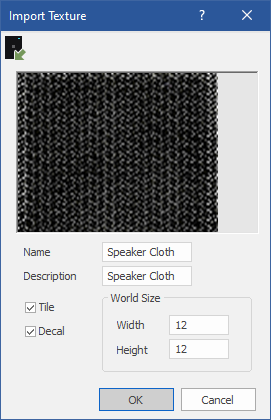 Import Texture ? ×
Name Speaker Cloth
Description Speaker Cloth
Tile
World Size
Decal
Width 12
Height 12
OK Cancel